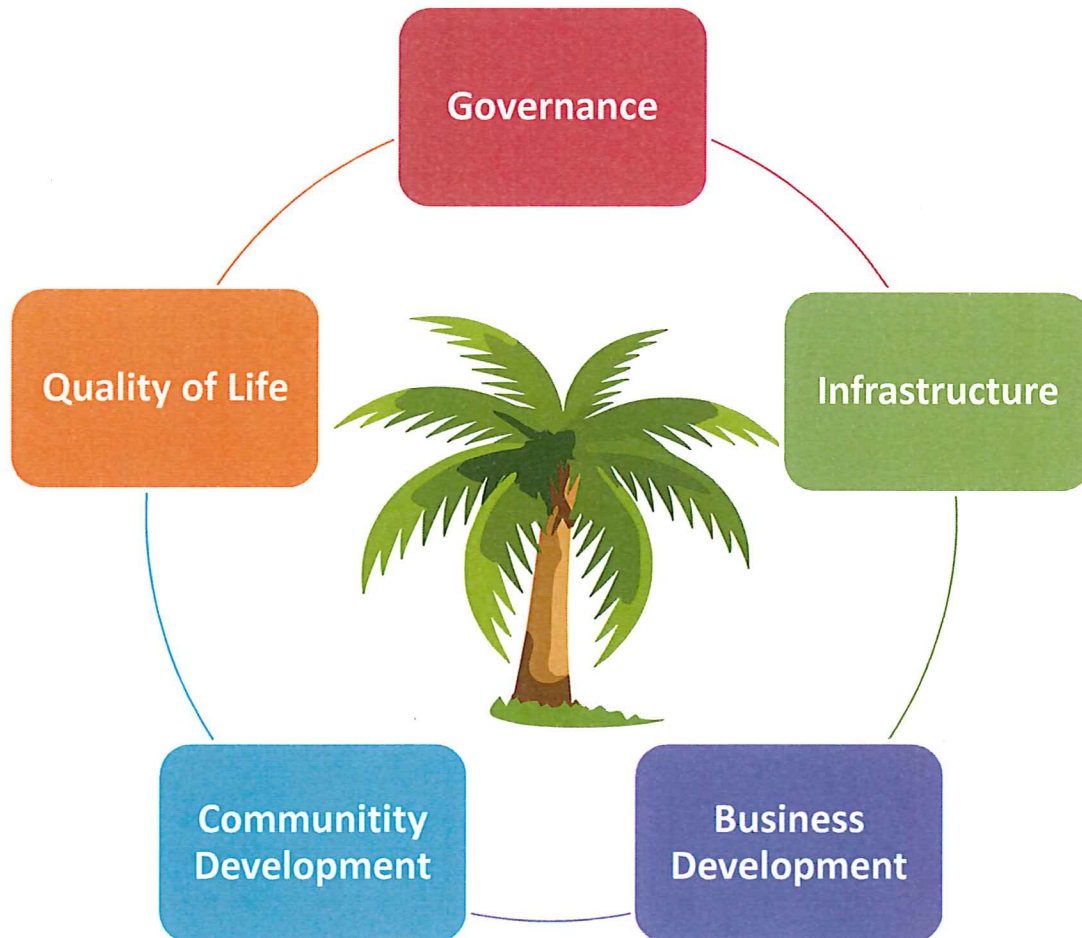 Governance
Quality of Life
Infrastructure
Communitity
Development
Business
Development